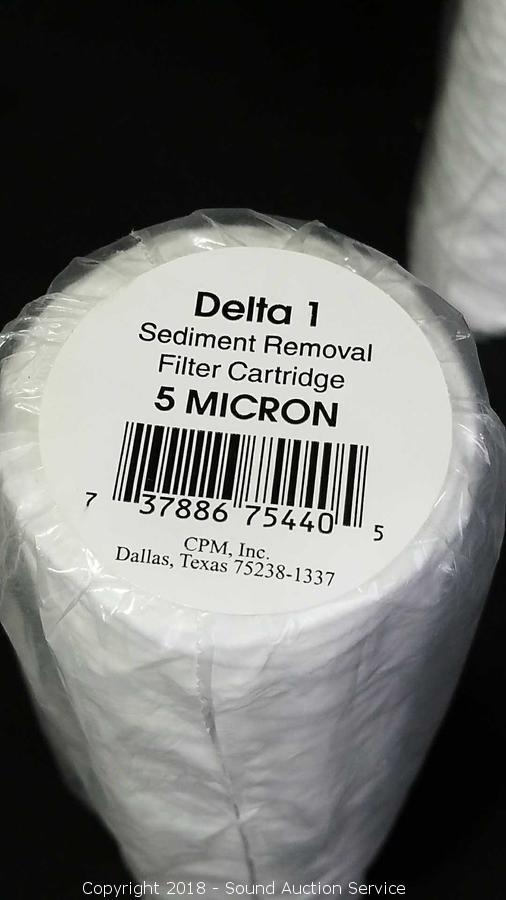 Delta 1
Sediment Removal
Filter Cartridge
5 MICRON
7 37886 75440 5
CPM, Inc.
Dallas, Texas 75238-1337
Copyright 2018 - Sound Auction Service